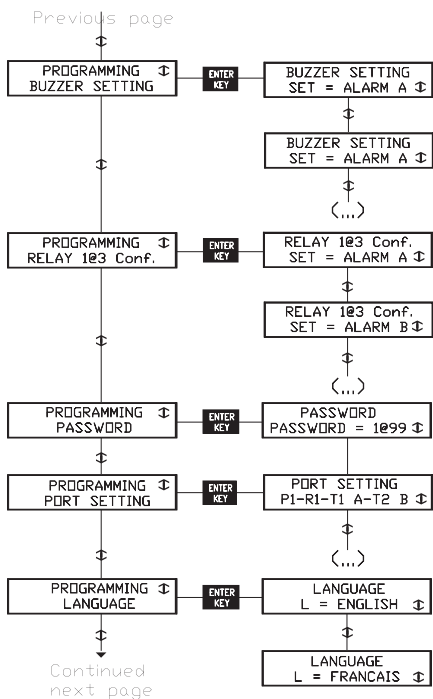 Previous page
PROGRAMMING
BUZZER SETTING
ENTER
KEY
BUZZER SETTING
SET = ALARM A
BUZZER SETTING
SET = ALARM A
(...)
PROGRAMMING
RELAY 1@3 Conf.
ENTER
KEY
RELAY 1@3 Conf.
SET = ALARM A
RELAY 1@3 Conf.
SET = ALARM B
(...)
PROGRAMMING
PASSWORD
ENTER
KEY
PASSWORD
PASSWORD = 1@99
PROGRAMMING
PORT SETTING
ENTER
KEY
PORT SETTING
P1-R1-T1 A-T2 B
(...)
PROGRAMMING
LANGUAGE
ENTER
KEY
LANGUAGE
L = ENGLISH
LANGUAGE
L = FRANCAIS
Continued
next page